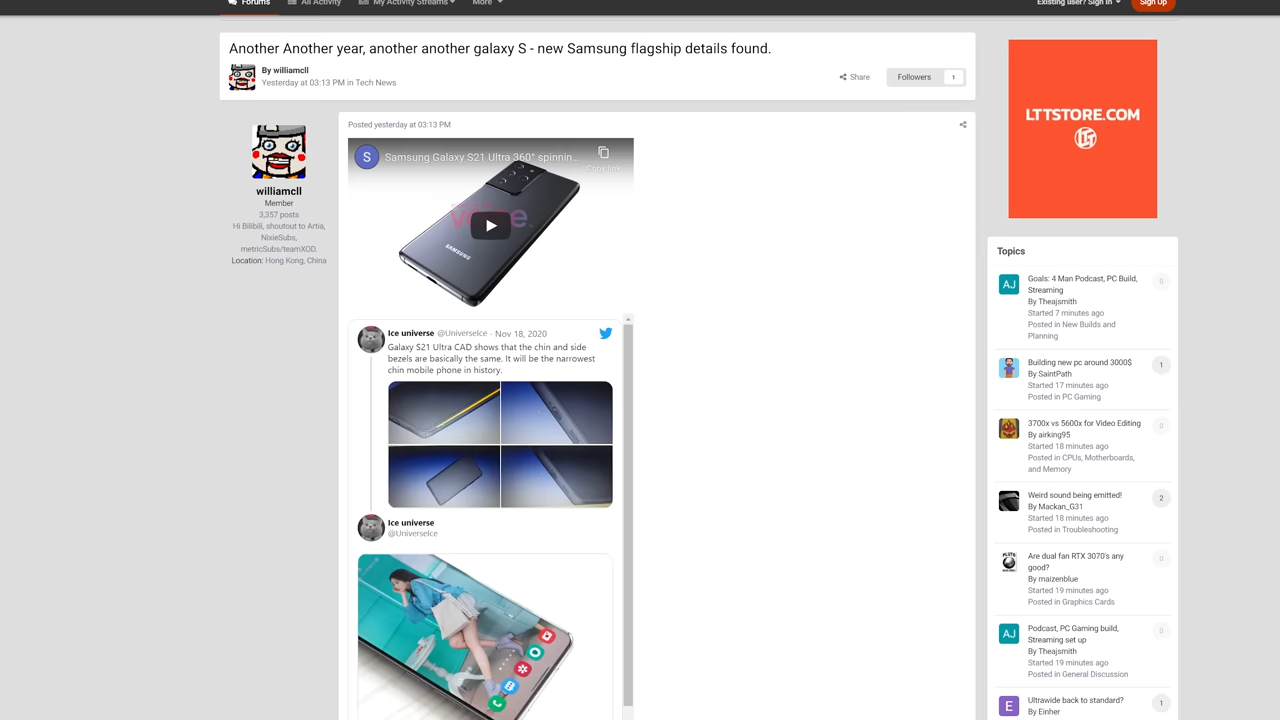 Forums
All Activity
My Activity Streams
More
Existing user? Sign In
Sign Up
Another Another year, another another galaxy S - new Samsung flagship details found.
By williamcll
Yesterday at 03:13 PM in Tech News
Share
Followers
1
williamcll
Member
3,357 posts
Hi Bilibili, shoutout to Artia,
NixieSubs,
metricSubs/teamXOD.
Location: Hong Kong, China
Posted yesterday at 03:13 PM
S
Samsung Galaxy S21 Ultra 360° spinnin...
Copy link
SAMSUNG
Ice universe @UniverseIce · Nov 18, 2020
Galaxy S21 Ultra CAD shows that the chin and side
bezels are basically the same. It will be the narrowest
chin mobile phone in history.
Ice universe
@UniverseIce
LTTSTORE.COM
Topics
AJ
Goals: 4 Man Podcast, PC Build,
Streaming
By Theajsmith
Started 7 minutes ago
Posted in New Builds and
Planning
0
Building new pc around 3000$
By SaintPath
Started 17 minutes ago
Posted in PC Gaming
1
3700x vs 5600x for Video Editing
By airking95
Started 18 minutes ago
Posted in CPUs, Motherboards,
and Memory
0
Weird sound being emitted!
By Mackan_G31
Started 18 minutes ago
Posted in Troubleshooting
2
Are dual fan RTX 3070's any
good?
By maizenblue
Started 19 minutes ago
Posted in Graphics Cards
0
AJ
Podcast, PC Gaming build,
Streaming set up
By Theajsmith
Started 19 minutes ago
Posted in General Discussion
0
E
Ultrawide back to standard?
By Einher
1